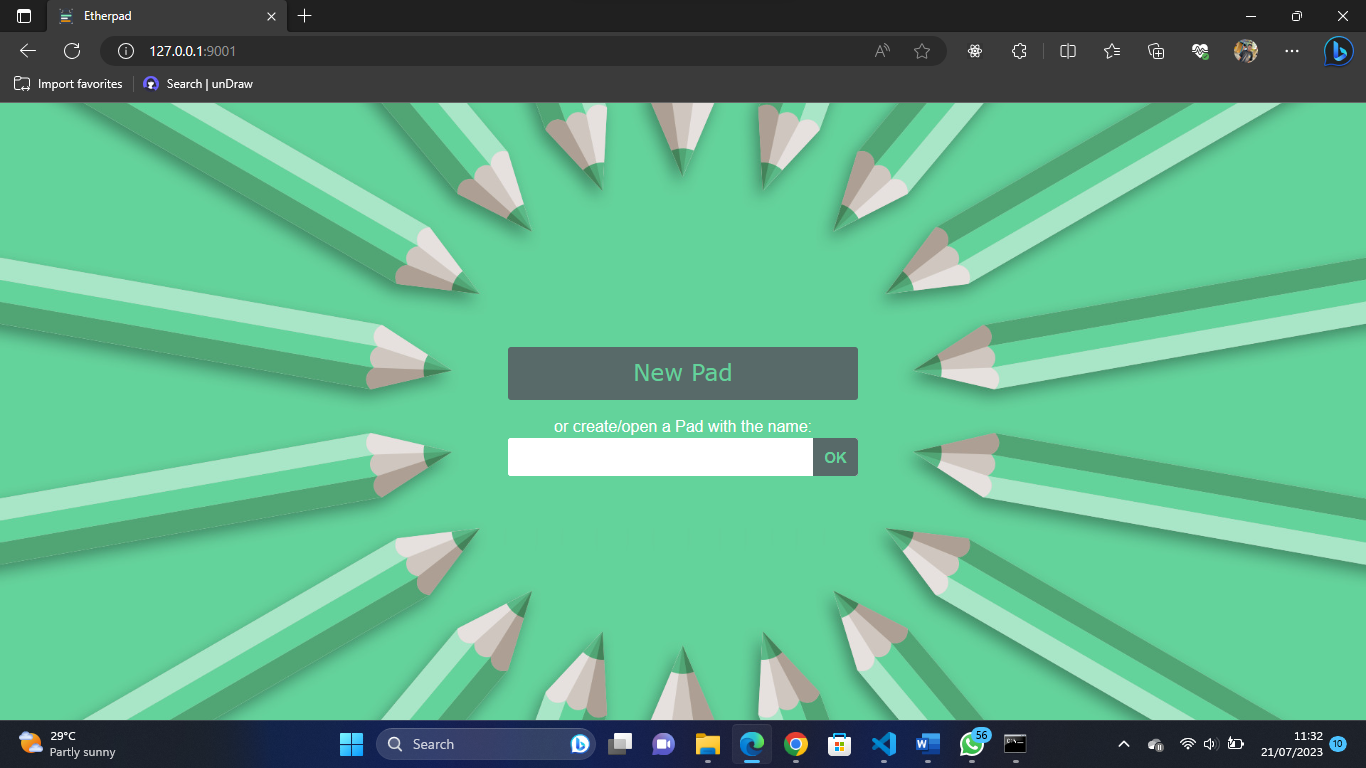 Etherpad
127.0.0.1:9001
Import favorites
Search | unDraw
New Pad
or create/open a Pad with the name:
OK
29°C
Partly sunny
Search
56
11:32
21/07/2023
10